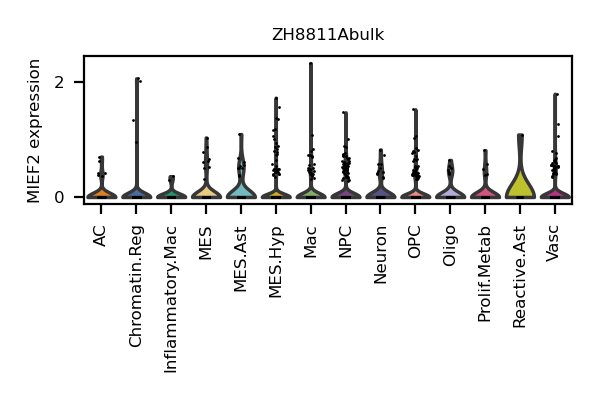 ZH8811Abulk
MIEF2 expression
2
0
AC
Chromatin.Reg
Inflammatory.Mac
MES
MES.Ast
MES.Hyp
Mac
NPC
Neuron
OPC
Oligo
Prolif.Metab
Reactive.Ast
Vasc